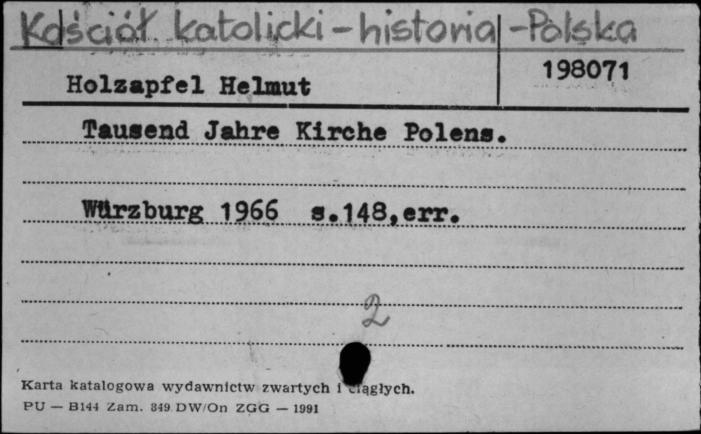 Kościół katolicki - historia - Polska
198071
Holzapfel Helmut
Tausend Jahre Kirche Polens.
Würzburg 1966 s.148,err.
2
Karta katalogowa wydawnictw zwartych i ciągłych.
PU — B144 Zam. 349 DW/On ZGG — 1991